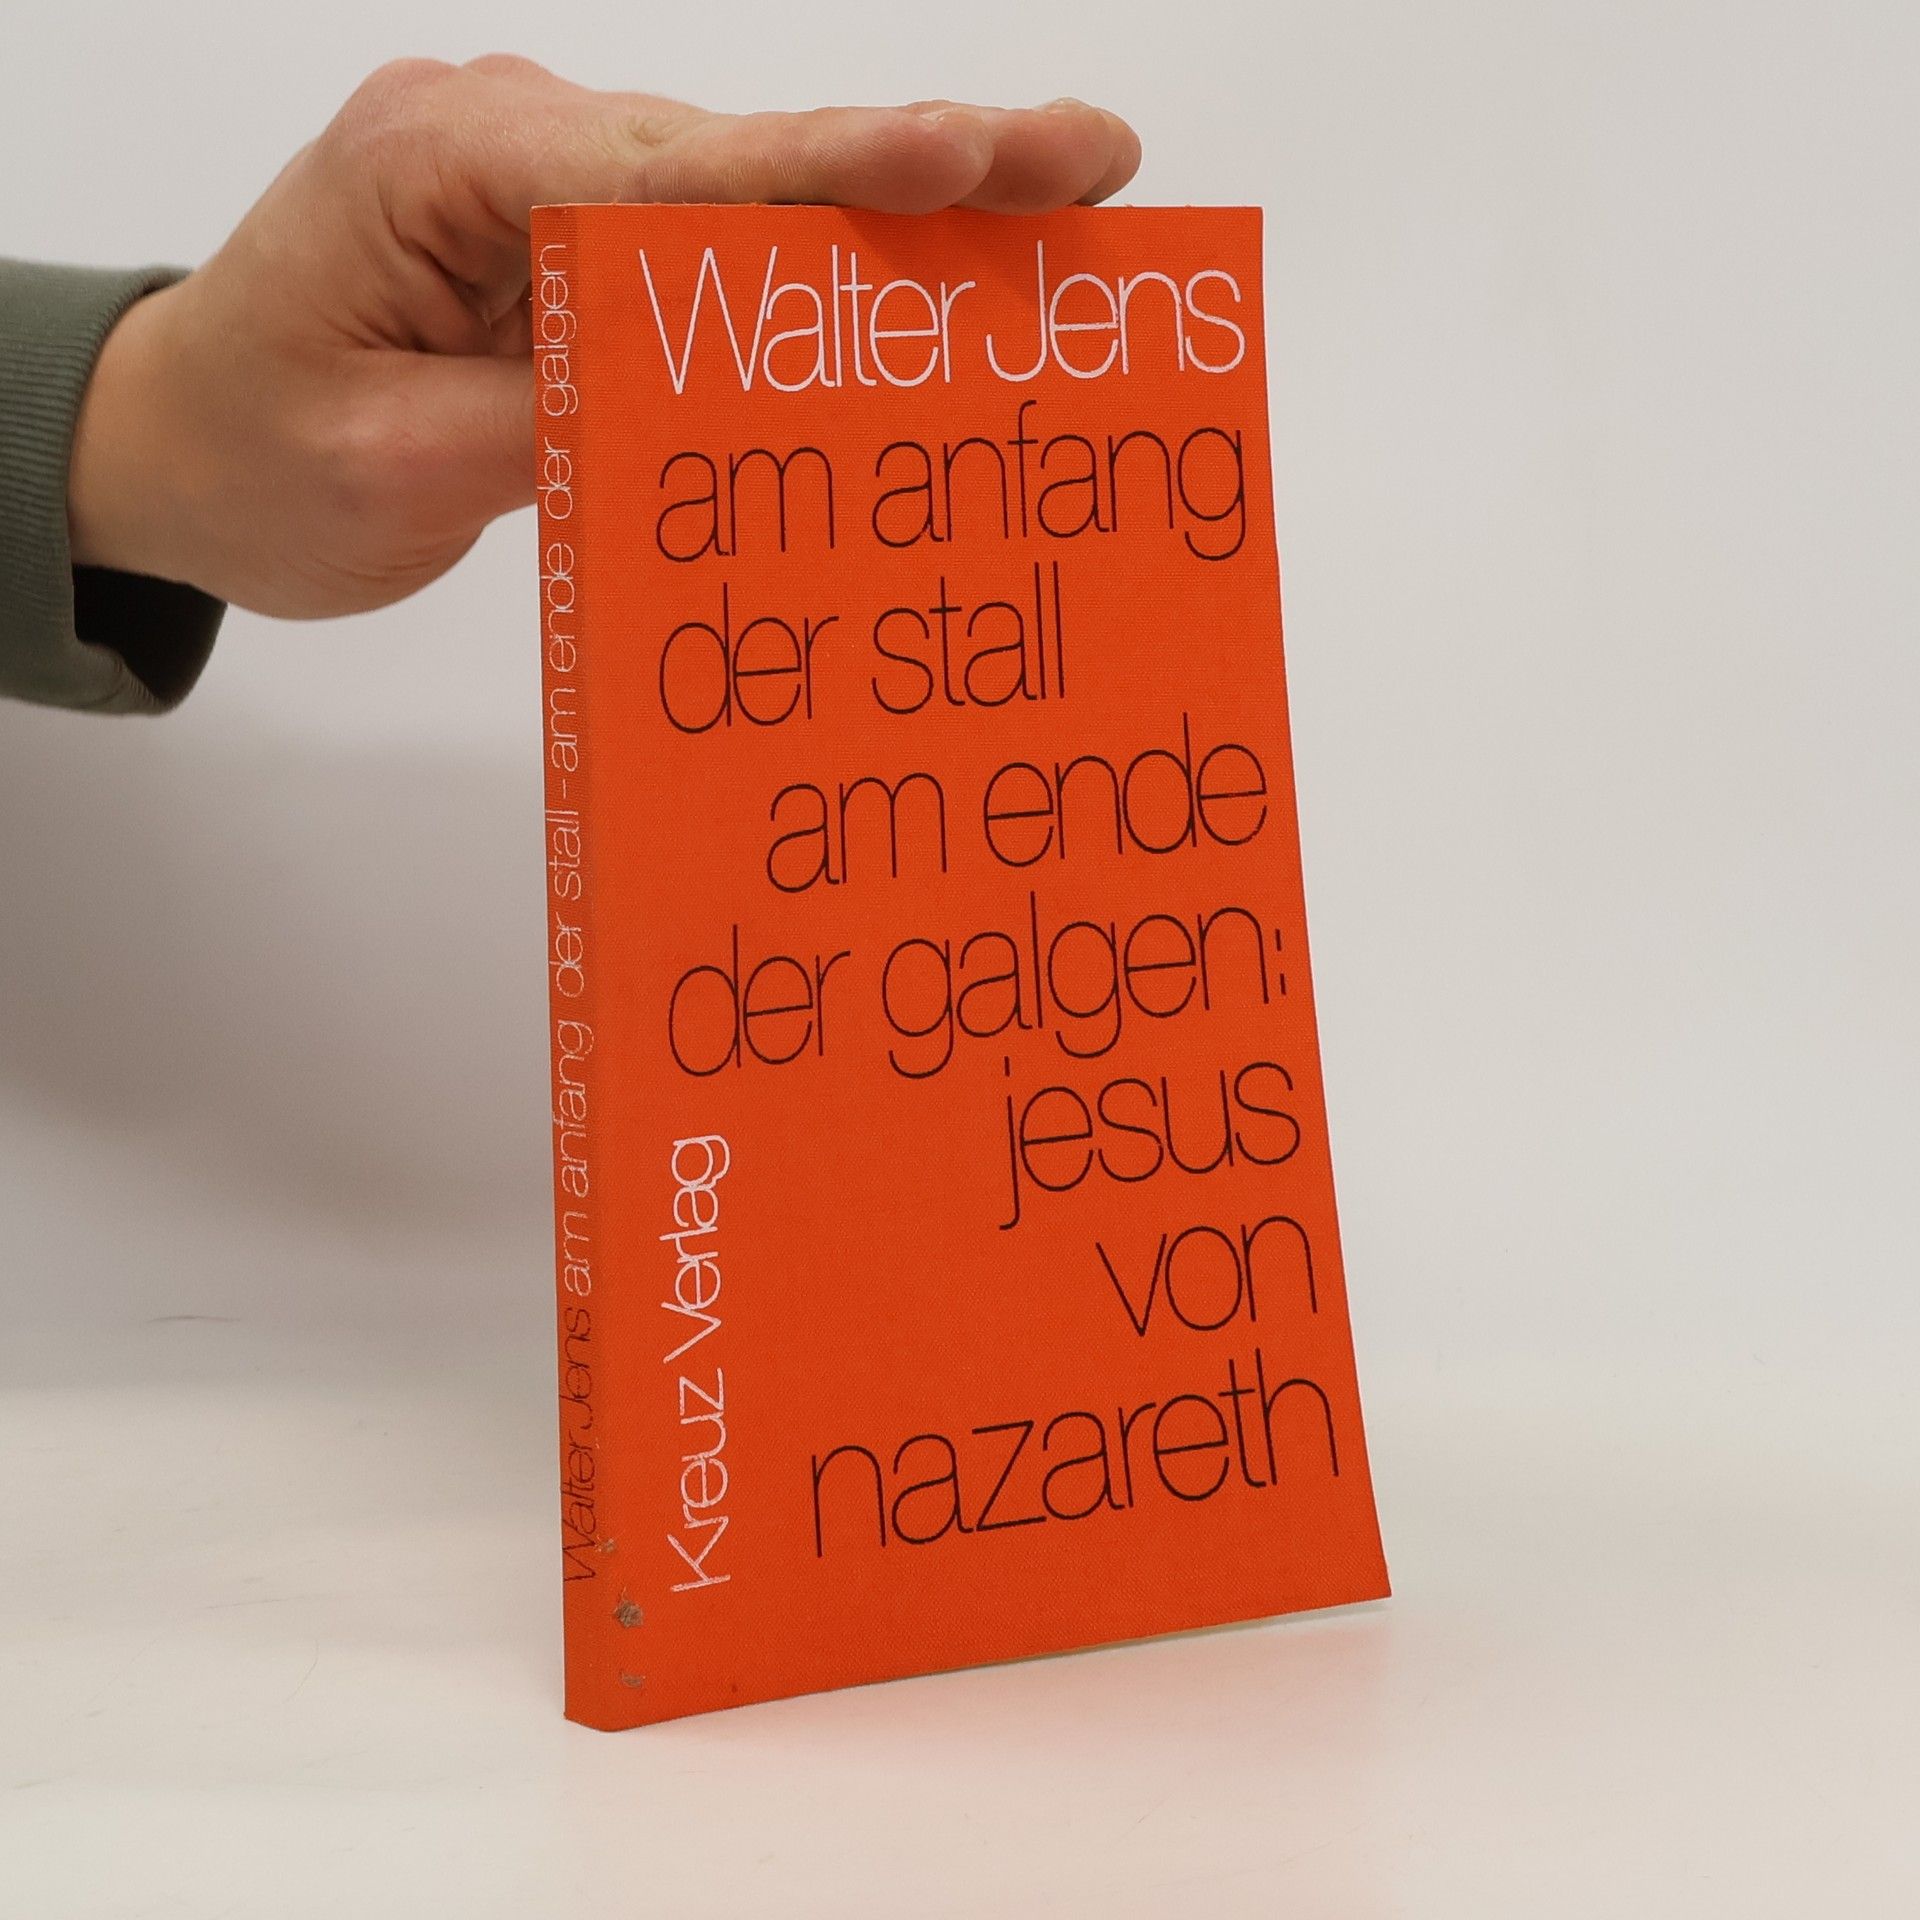 Walter Jens
am anfang
der stall
am ende
der galgen:
jesus
von
nazareth
Kreuz Verlag
Walter Jens am anfang der stall-am ende der galgen